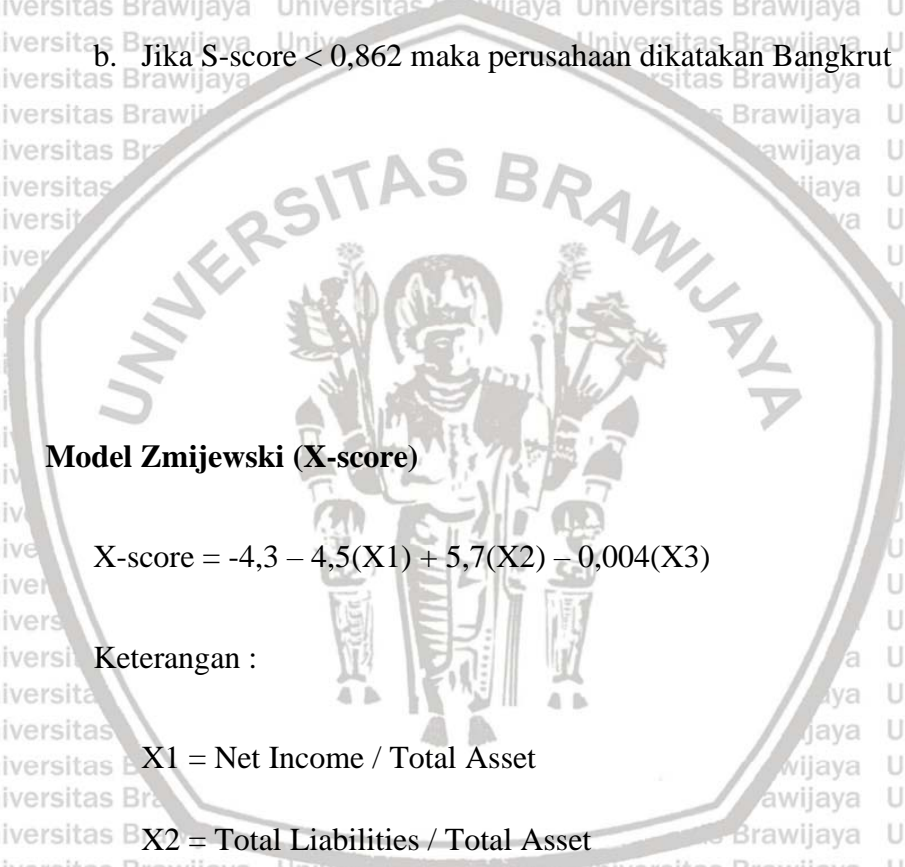 b. Jika S-score < 0,862 maka perusahaan dikatakan Bangkrut
UNIVERSITAS BRAWIJAYA
Model Zmijewski (X-score)
X-score = -4,3 – 4,5(X1) + 5,7(X2) – 0,004(X3)
Keterangan :
X1 = Net Income / Total Asset
X2 = Total Liabilities / Total Asset